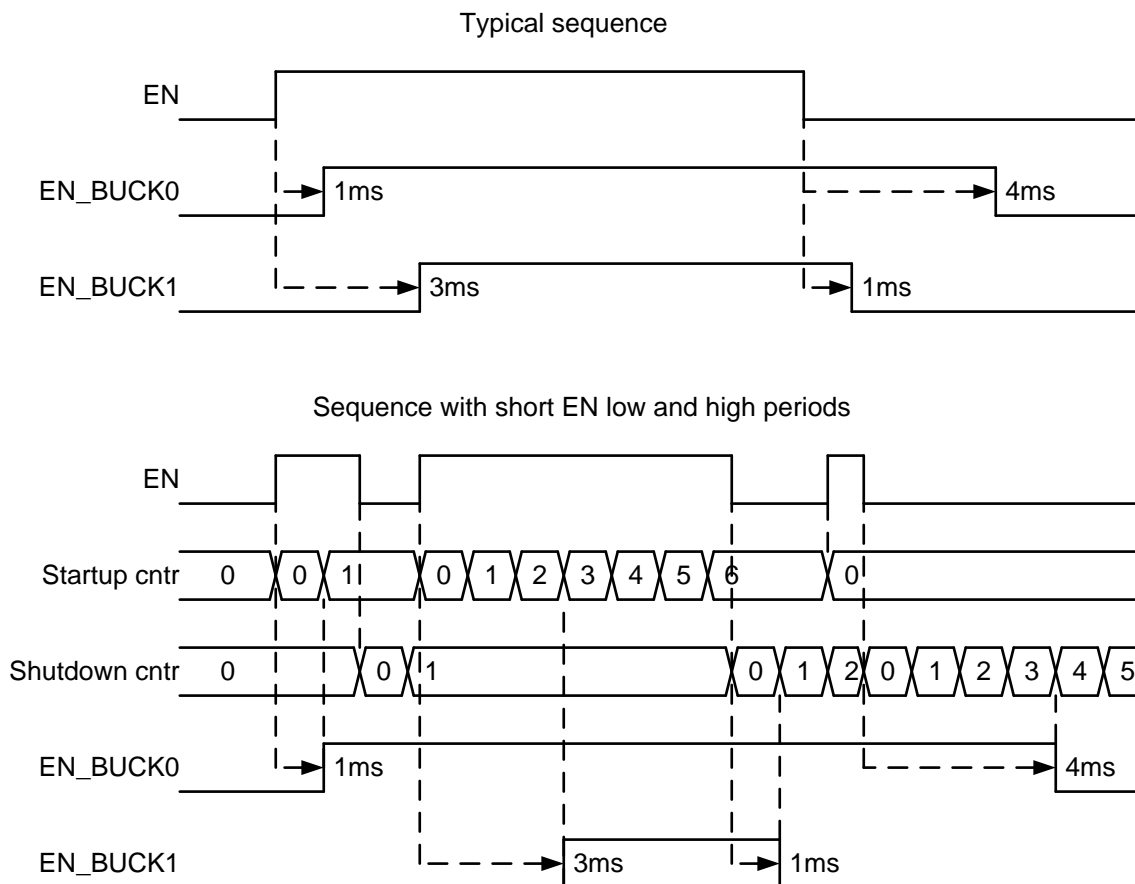 Typical sequence
EN
EN_BUCK0
1ms
4ms
EN_BUCK1
3ms
1ms
Sequence with short EN low and high periods
EN
Startup cntr 0 0 1 0 1 2 3 4 5 6 0
Shutdown cntr 0 0 1 0 1 2 0 1 2 3 4 5
EN_BUCK0
1ms
4ms
EN_BUCK1
3ms
1ms